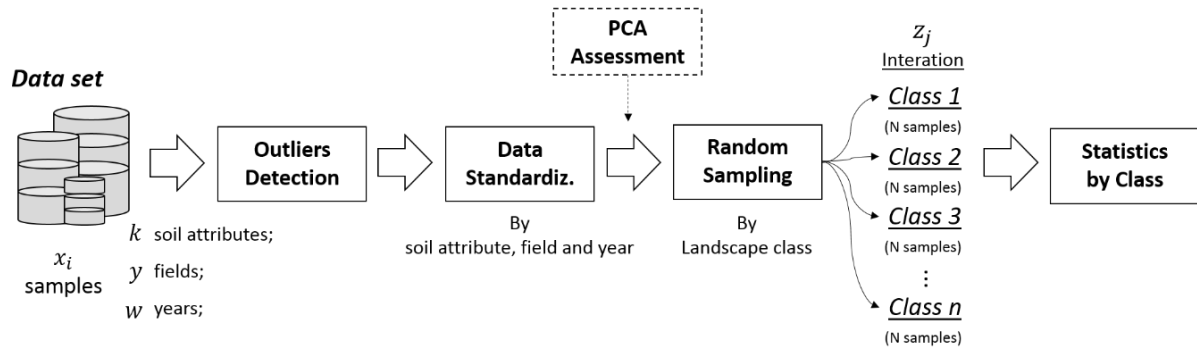 Data set
x_i
samples
k soil attributes;
y fields;
w years;
Outliers
Detection
Data
Standardiz.
By
soil attribute, field and year
PCA
Assessment
Random
Sampling
By
Landscape class
z_j
Interation
Class 1
(N samples)
Class 2
(N samples)
Class 3
(N samples)
⋮
Class n
(N samples)
Statistics
by Class